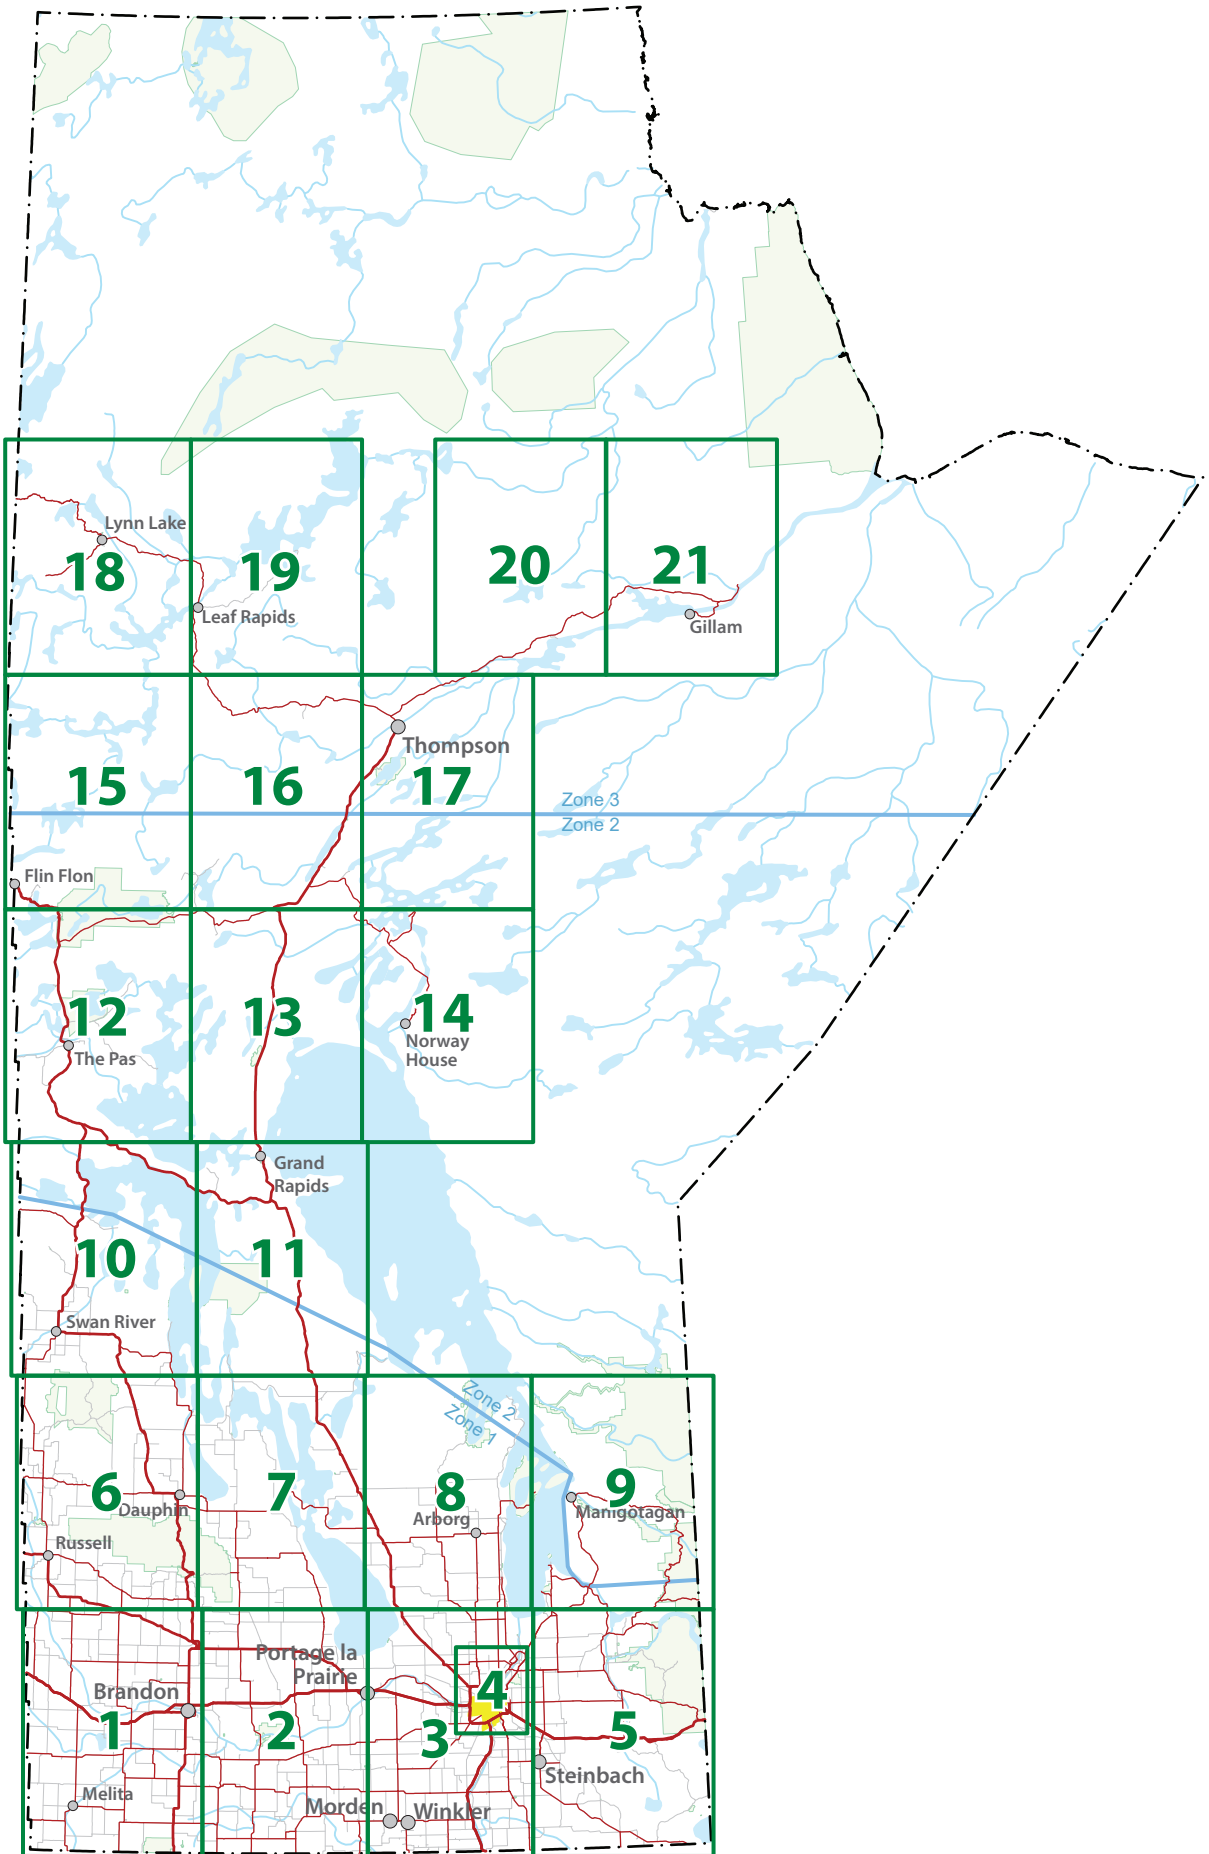 Lynn Lake
18
19
20
21
Leaf Rapids
Gillam
Thompson
15
16
17
Zone 3
Zone 2
Flin Flon
12
13
14
The Pas
Norway
House
Grand
Rapids
10
11
Swan River
Zone 2
Zone 1
6
7
8
9
Dauphin
Arborg
Manigotagan
Russell
Portage la
Prairie
Brandon
4
1
2
3
5
Steinbach
Melita
Morden
Winkler